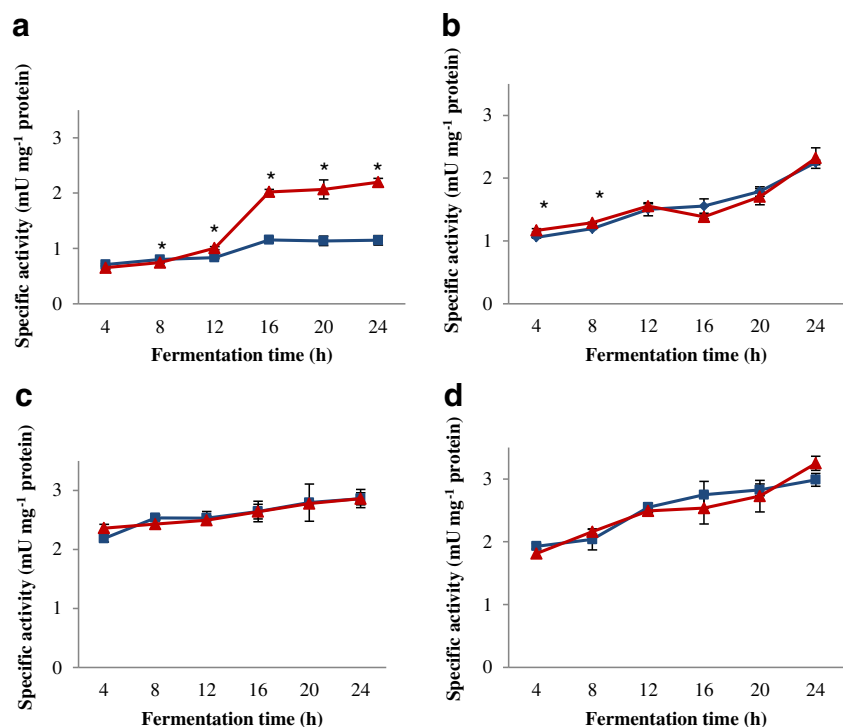 a
Specific activity (mU mg⁻¹ protein)
3
2
1
0
* * * * *
4 8 12 16 20 24
Fermentation time (h)
b
Specific activity (mU mg⁻¹ protein)
3
2
1
0
* *
4 8 12 16 20 24
Fermentation time (h)
c
Specific activity (mU mg⁻¹ protein)
3
2
1
0
4 8 12 16 20 24
Fermentation time (h)
d
Specific activity (mU mg⁻¹ protein)
3
2
1
0
4 8 12 16 20 24
Fermentation time (h)